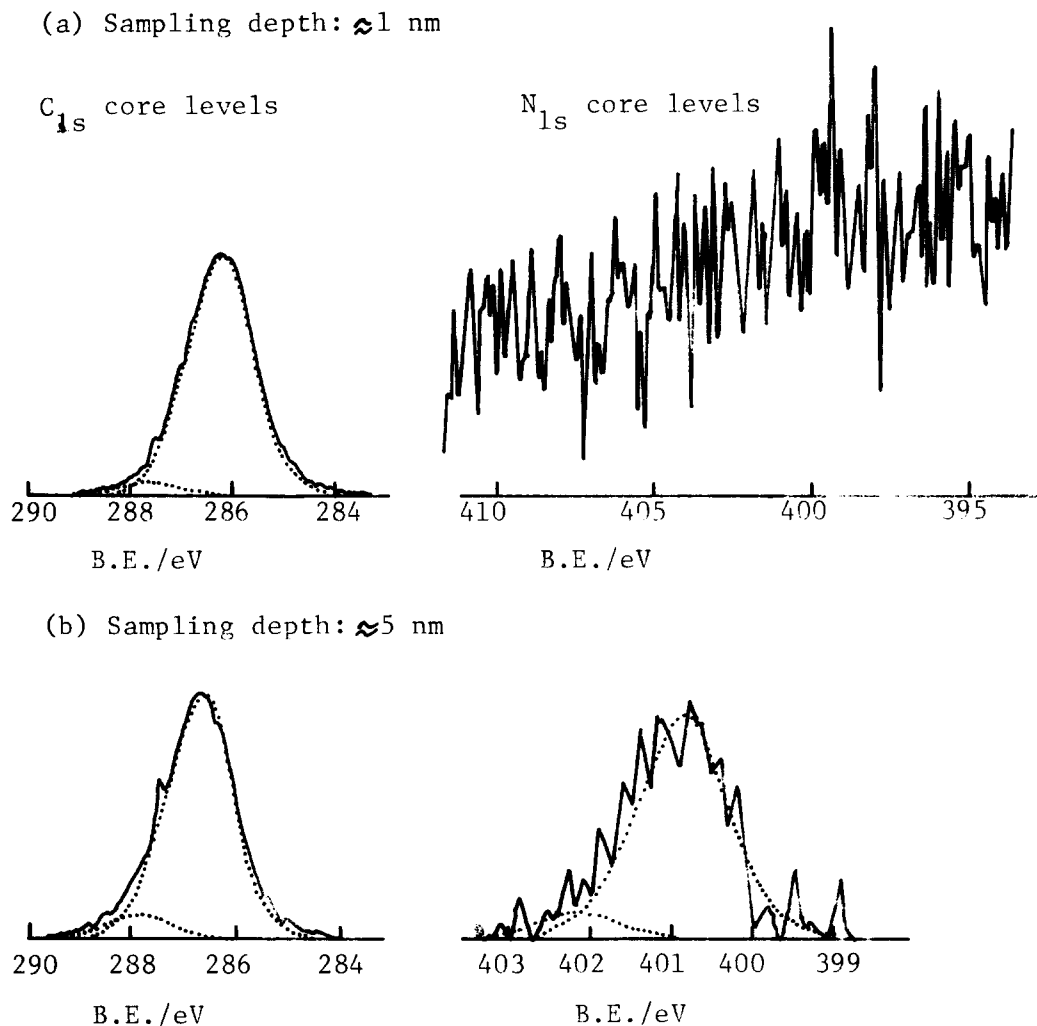 (a) Sampling depth: ≈1 nm
C1s core levels
N1s core levels
290 288 286 284
410 405 400 395
B.E./eV
B.E./eV
(b) Sampling depth: ≈5 nm
290 288 286 284
403 402 401 400 399
B.E./eV
B.E./eV